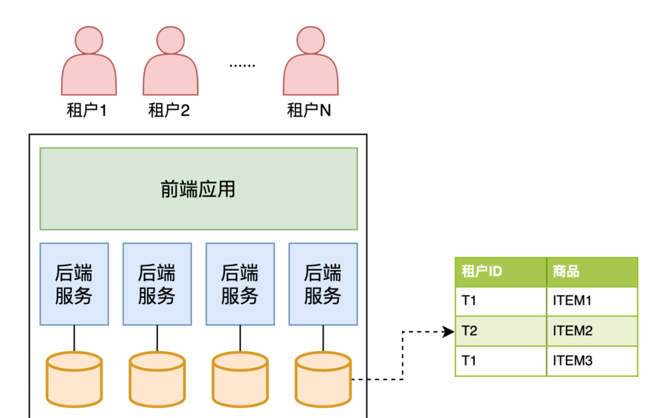 租户1
租户2
......
租户N
前端应用
后端
服务
后端
服务
后端
服务
后端
服务
租户ID 商品
T1 ITEM1
T2 ITEM2
T1 ITEM3